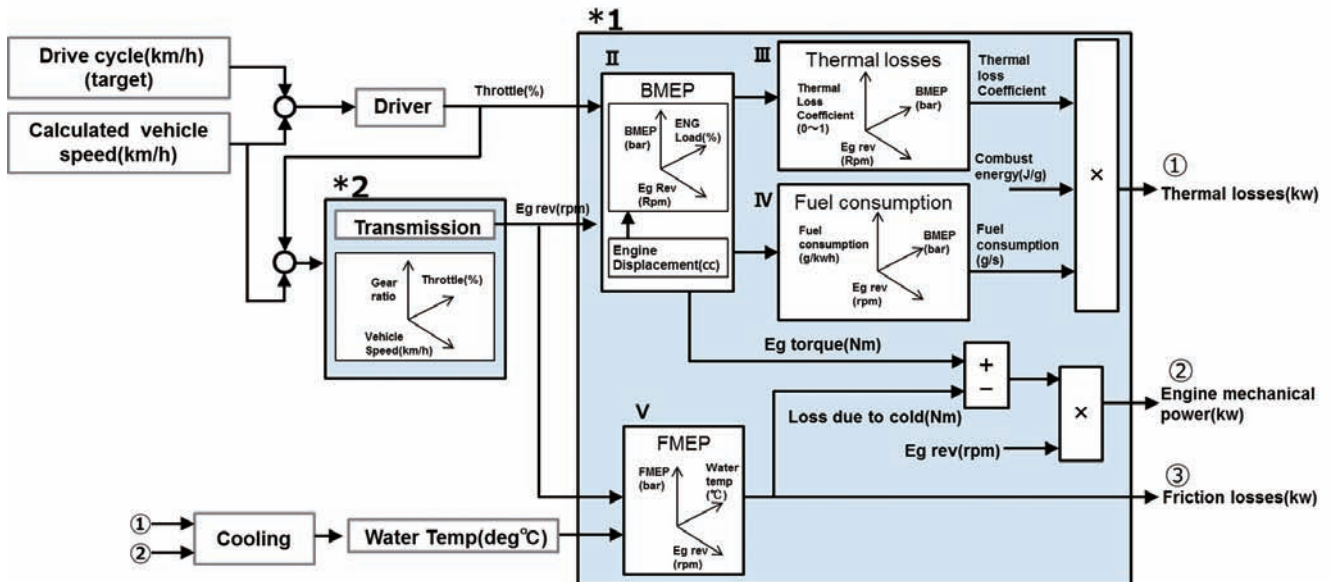 *1
Drive cycle(km/h)
(target)
Calculated vehicle
speed(km/h)
Driver
Throttle(%)
*2
Transmission
Eg rev(rpm)
Gear
ratio
Throttle(%)
Vehicle
Speed(km/h)
Ⅱ
BMEP
BMEP
(bar)
ENG
Load(%)
Eg Rev
(Rpm)
Engine
Displacement(cc)
Ⅲ
Thermal losses
Thermal
Loss
Coefficient
(0～1)
BMEP
(bar)
Eg rev
(Rpm)
Thermal
loss
Coefficient
Ⅳ
Fuel consumption
Fuel
consumption
(g/kwh)
BMEP
(bar)
Eg rev
(rpm)
Combust
energy(J/g)
Fuel
consumption
(g/s)
×
①
Thermal losses(kw)
Eg torque(Nm)
+
−
Loss due to cold(Nm)
Eg rev(rpm)
×
②
Engine mechanical
power(kw)
Ⅴ
FMEP
FMEP
(bar)
Water
temp
(℃)
Eg rev
(rpm)
③
Friction losses(kw)
①
②
Cooling
Water Temp(deg℃)